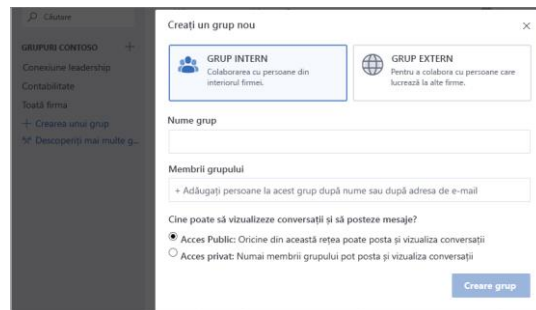 Căutare
GRUPURI CONTOSO
Conexiune leadership
Contabilitate
Toată firma
Crearea unui grup
Descoperiți mai multe g...
Creați un grup nou
GRUP INTERN
Colaborarea cu persoane din
interiorul firmei.
GRUP EXTERN
Pentru a colabora cu persoane care
lucrează la alte firme.
Nume grup
Membrii grupului
+ Adăugați persoane la acest grup după nume sau după adresa de e-mail
Cine poate să vizualizeze conversații și să posteze mesaje?
Acces Public: Oricine din această rețea poate posta și vizualiza conversații
Acces privat: Numai membrii grupului pot posta și vizualiza conversații
Creare grup